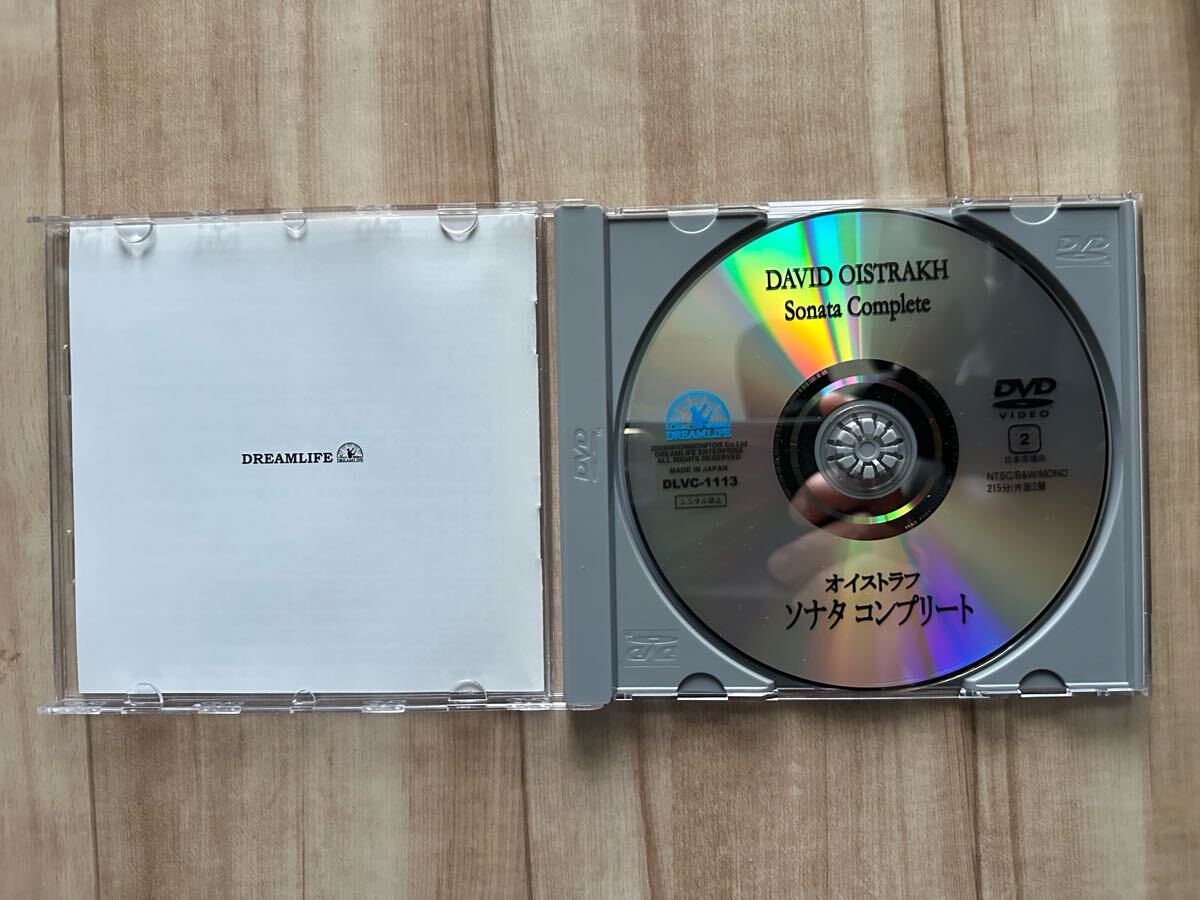 DREAMLIFE
DREAMLIFE
DVD
DVD
DVD
DAVID OISTRAKH
Sonata Complete
DREAMLIFE
DREAMLIFE ENTERPRISE
ALL RIGHTS RESERVED
MADE IN JAPAN
DLVC-1113
レンタル禁止
DVD
VIDEO
2
日本市場向
NTSC/B&W/MONO
215分/片面2層
オイストラフ
ソナタ コンプリート